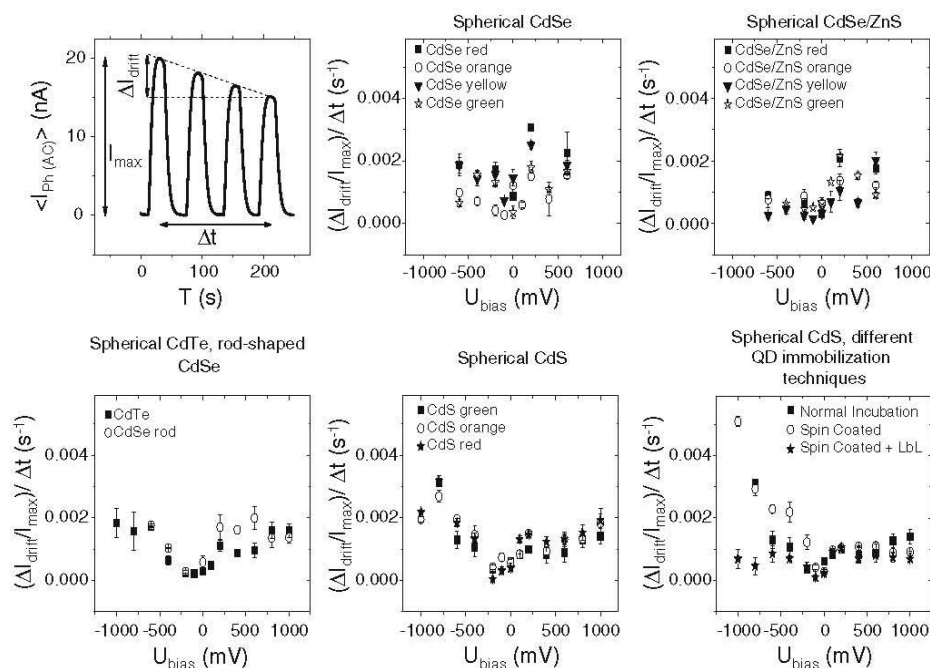 <I_Ph (AC)> (nA)
20
10
0
ΔI_drift
I_max
Δt
0 100 200
T (s)
Spherical CdSe
(ΔI_drift/I_max)/ Δt (s⁻¹)
CdSe red
CdSe orange
CdSe yellow
CdSe green
0.004
0.002
0.000
-1000 -500 0 500 1000
U_bias (mV)
Spherical CdSe/ZnS
(ΔI_drift/I_max)/ Δt (s⁻¹)
CdSe/ZnS red
CdSe/ZnS orange
CdSe/ZnS yellow
CdSe/ZnS green
0.004
0.002
0.000
-1000 -500 0 500 1000
U_bias (mV)
Spherical CdTe, rod-shaped
CdSe
(ΔI_drift/I_max)/ Δt (s⁻¹)
CdTe
CdSe rod
0.004
0.002
0.000
-1000 -500 0 500 1000
U_bias (mV)
Spherical CdS
(ΔI_drift/I_max)/ Δt (s⁻¹)
CdS green
CdS orange
CdS red
0.004
0.002
0.000
-1000 -500 0 500 1000
U_bias (mV)
Spherical CdS, different
QD immobilization
techniques
(ΔI_drift/I_max)/ Δt (s⁻¹)
Normal Incubation
Spin Coated
Spin Coated + LbL
0.004
0.002
0.000
-1000 -500 0 500 1000
U_bias (mV)